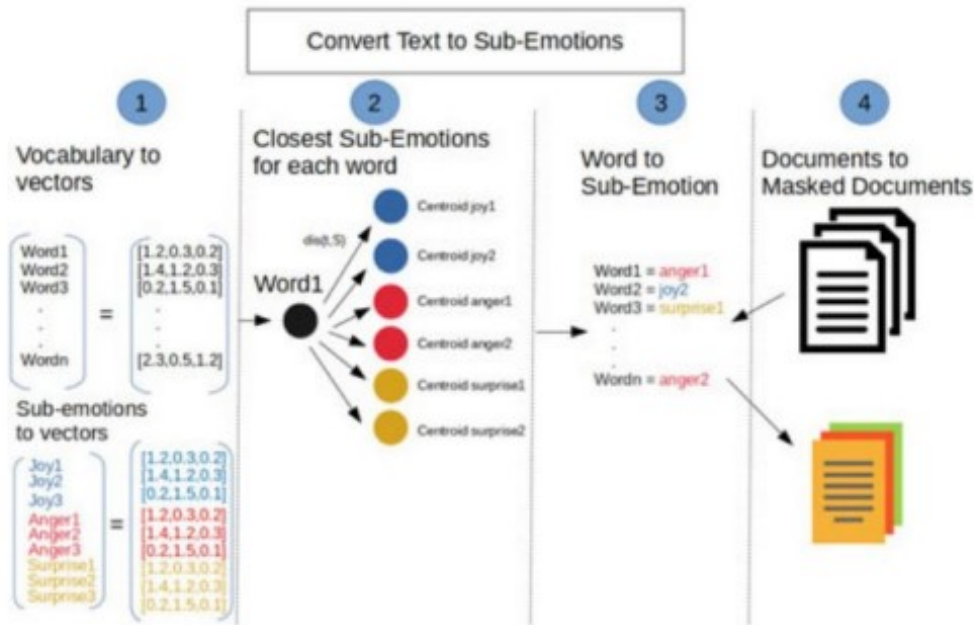 Convert Text to Sub-Emotions
1
Vocabulary to
vectors
Word1
Word2
Word3
.
.
.
Wordn
=
[1.2,0.3,0.2]
[1.4,1.2,0.3]
[0.2,1.5,0.1]
.
.
.
[2.3,0.5,1.2]
Sub-emotions
to vectors
Joy1
Joy2
Joy3
Anger1
Anger2
Anger3
Surprise1
Surprise2
Surprise3
=
[1.2,0.3,0.2]
[1.4,1.2,0.3]
[0.2,1.5,0.1]
[1.2,0.3,0.2]
[1.4,1.2,0.3]
[0.2,1.5,0.1]
[1.2,0.3,0.2]
[1.4,1.2,0.3]
[0.2,1.5,0.1]
2
Closest Sub-Emotions
for each word
dis(t,S)
Word1
Centroid joy1
Centroid joy2
Centroid anger1
Centroid anger2
Centroid surprise1
Centroid surprise2
3
Word to
Sub-Emotion
Word1 = anger1
Word2 = joy2
Word3 = surprise1
.
.
.
Wordn = anger2
4
Documents to
Masked Documents